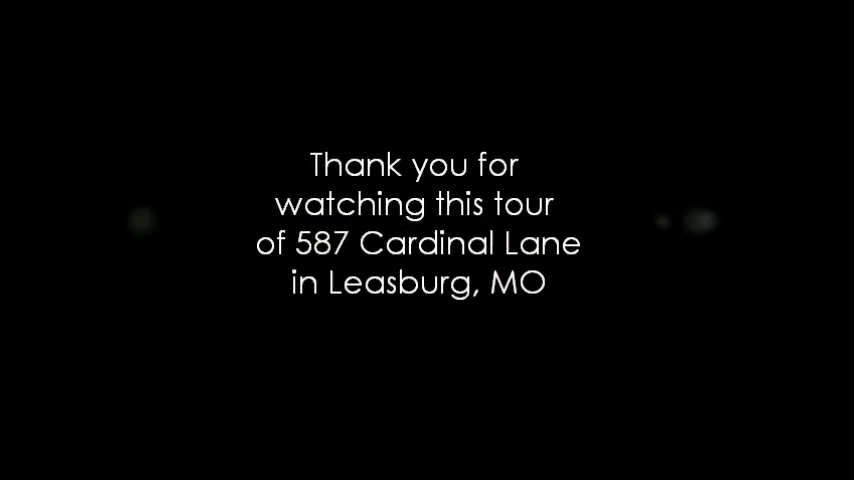 Thank you for
watching this tour
of 587 Cardinal Lane
in Leasburg, MO